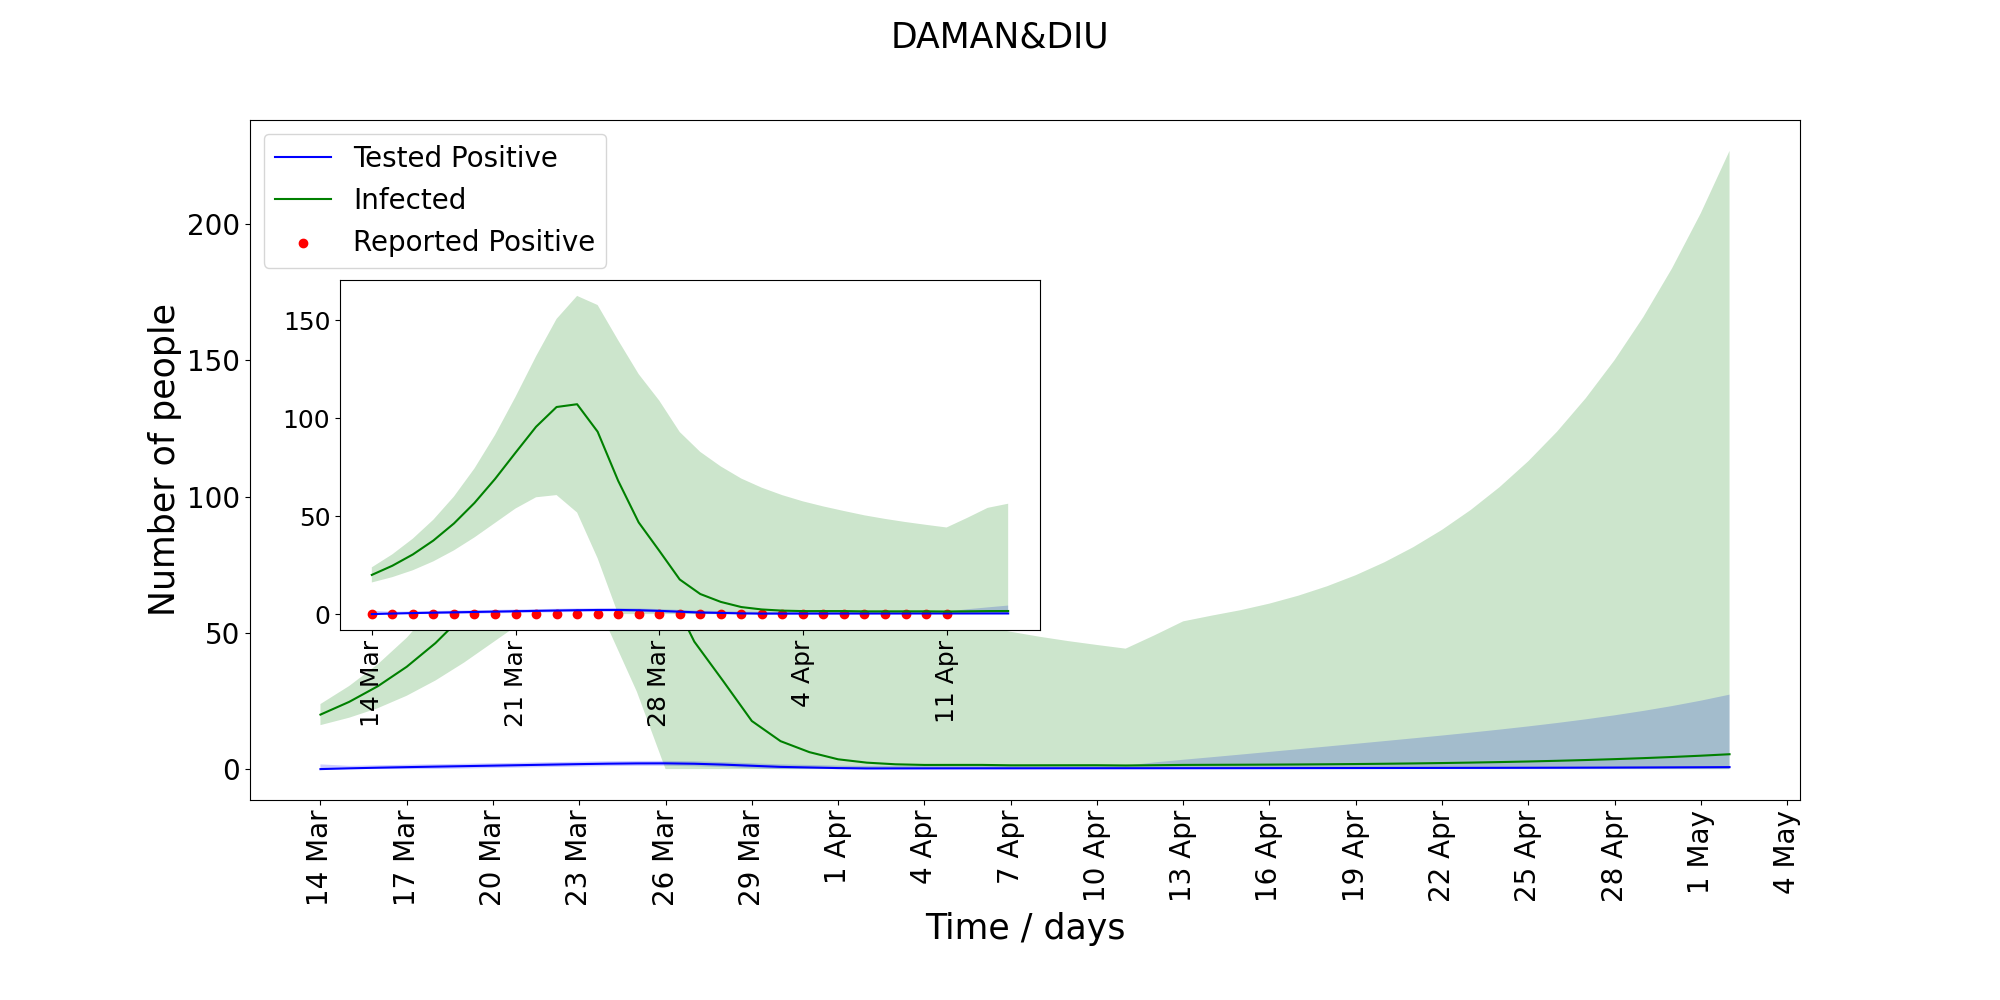 DAMAN&DIU
Tested Positive
Infected
Reported Positive
Number of people
200
150
100
50
0
150
100
50
0
14 Mar
21 Mar
28 Mar
4 Apr
11 Apr
14 Mar
17 Mar
20 Mar
23 Mar
26 Mar
29 Mar
1 Apr
4 Apr
7 Apr
10 Apr
13 Apr
16 Apr
19 Apr
22 Apr
25 Apr
28 Apr
1 May
4 May
Time / days